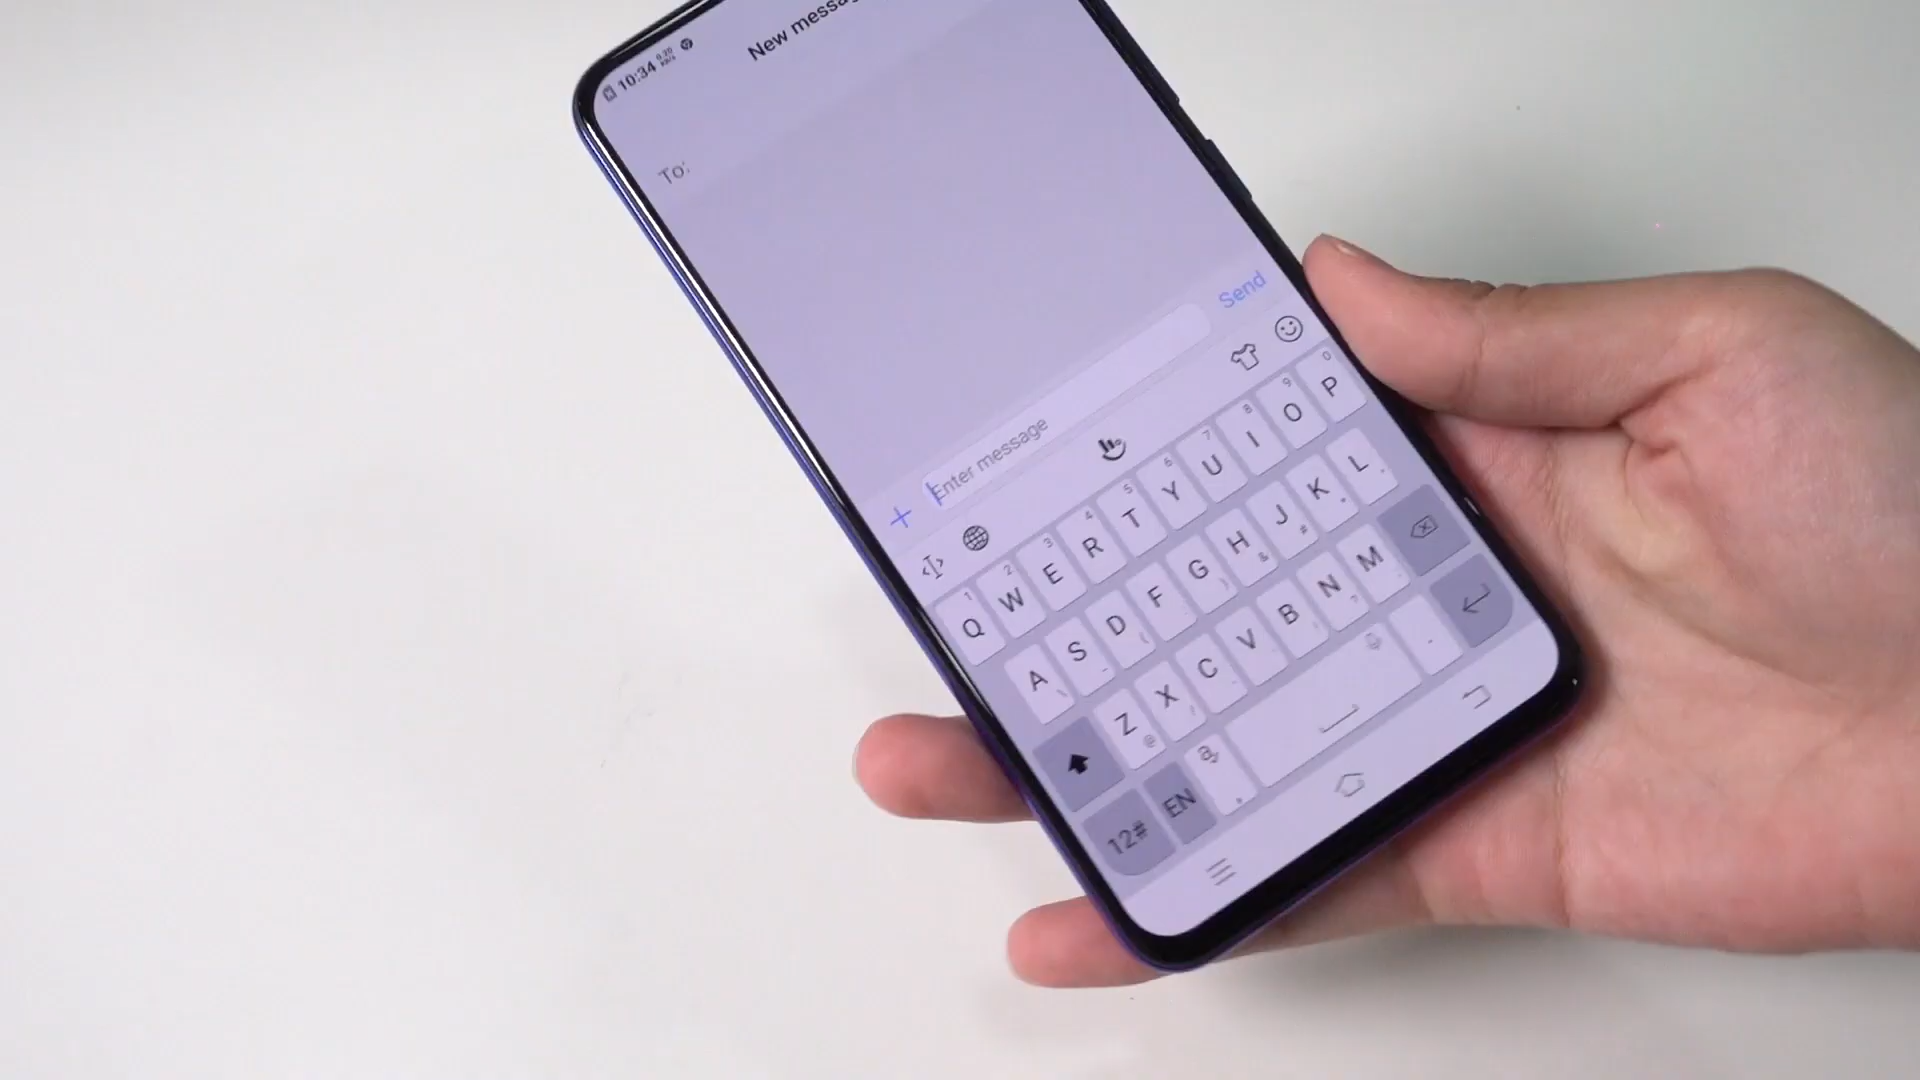 10:34
New messag
To:
Send
Enter message
1 2 3 4 5 6 7 8 9 0
Q W E R T Y U I O P
A S D F G H J K L
Z X C V B N M
12# EN